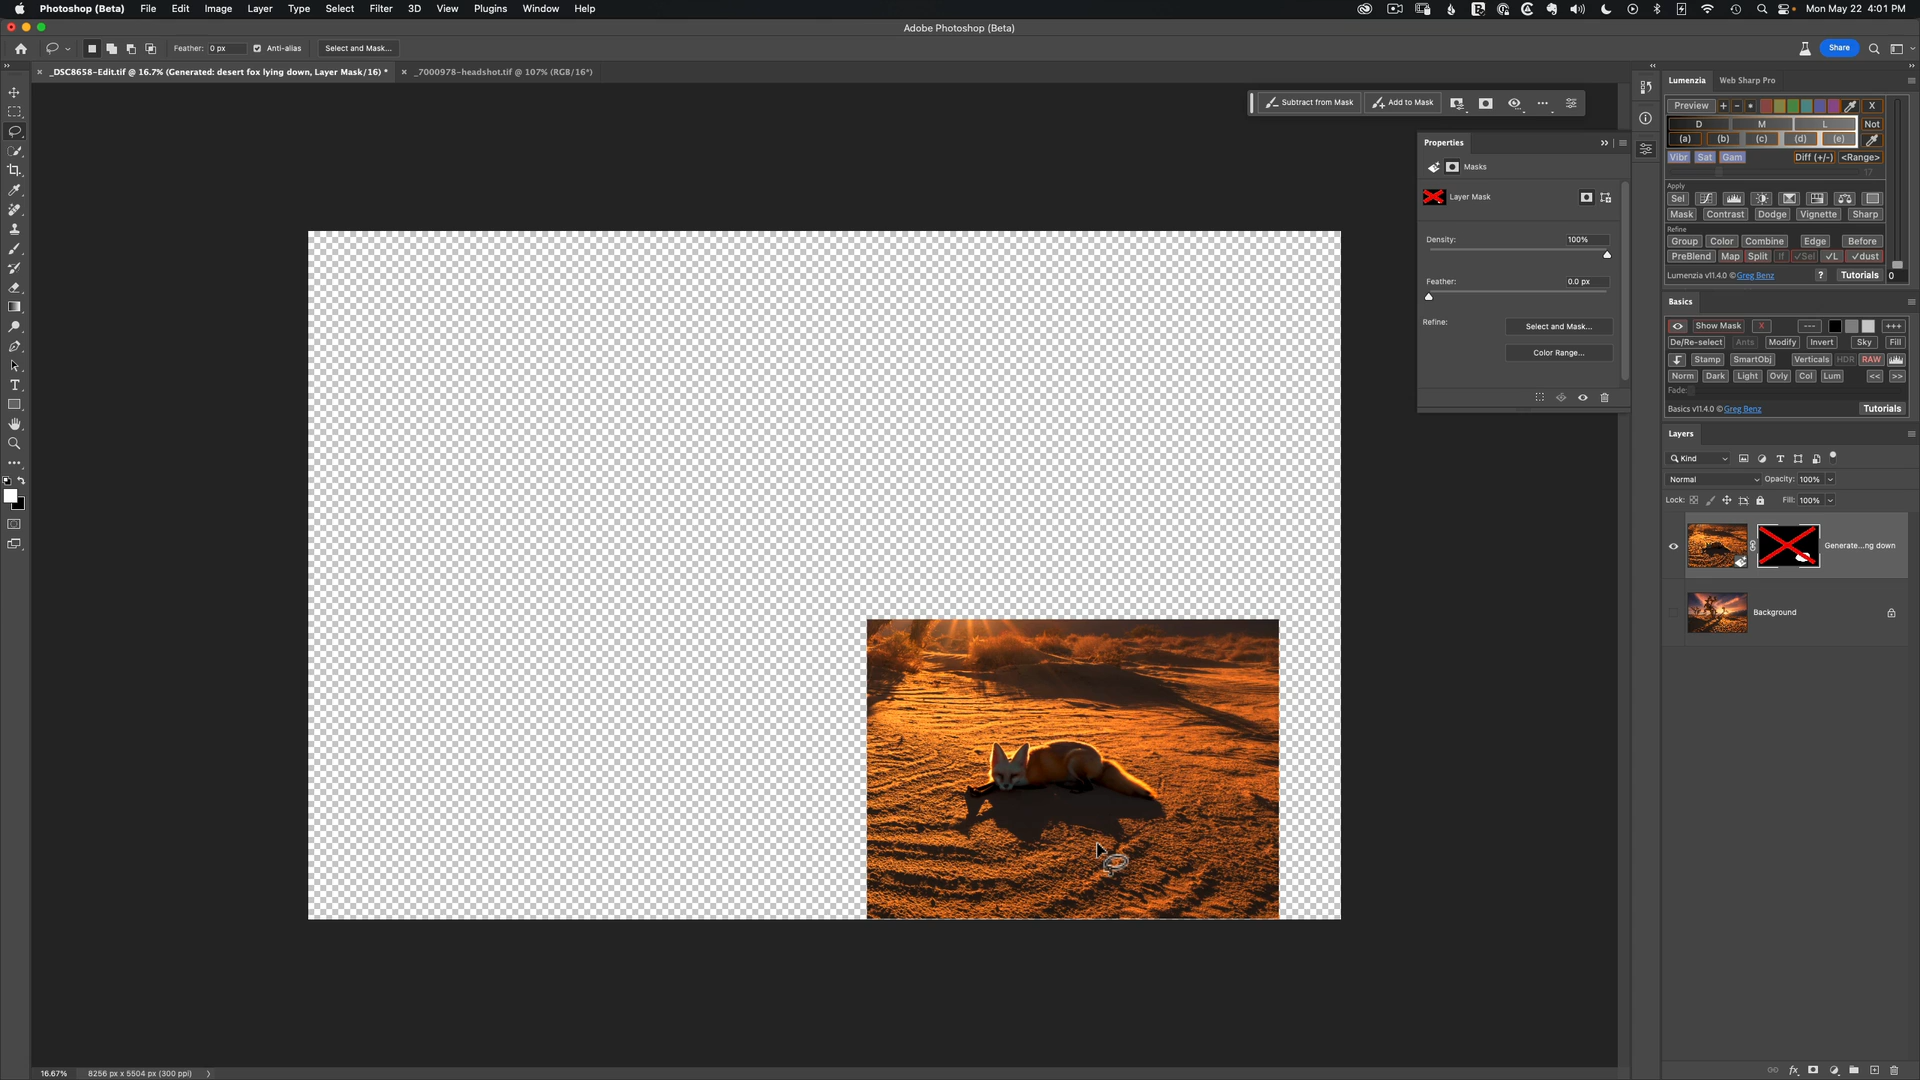 Photoshop (Beta) File Edit Image Layer Type Select Filter 3D View Plugins Window Help
Mon May 22 4:01 PM
Adobe Photoshop (Beta)
Feather: 0 px Anti-alias Select and Mask...
Share
_DSC8658-Edit.tif @ 16.7% (Generated: desert fox lying down, Layer Mask/16) *
_7000978-headshot.tif @ 107% (RGB/16*)
Subtract from Mask Add to Mask
Properties
Masks
Layer Mask
Density: 100%
Feather: 0.0 px
Refine: Select and Mask...
Color Range...
Lumenzia Web Sharp Pro
Preview + - X
D M L Not
(a) (b) (c) (d) (e)
Vibr Sat Gam Diff (+/-) <Range>
17
Apply
Sel
Mask Contrast Dodge Vignette Sharp
Refine
Group Color Combine Edge Before
PreBlend Map Split If ✓Sel ✓L ✓dust
Lumenzia v11.4.0 © Greg Benz ? Tutorials 0
Basics
Show Mask X --- +++
De/Re-select Ants Modify Invert Sky Fill
Stamp SmartObj Verticals HDR RAW
Norm Dark Light Ovly Col Lum << >>
Fade:
Basics v11.4.0 © Greg Benz Tutorials
Layers
Kind
Normal Opacity: 100%
Lock: Fill: 100%
Generate...ng down
Background
16.67% 8256 px x 5504 px (300 ppi)